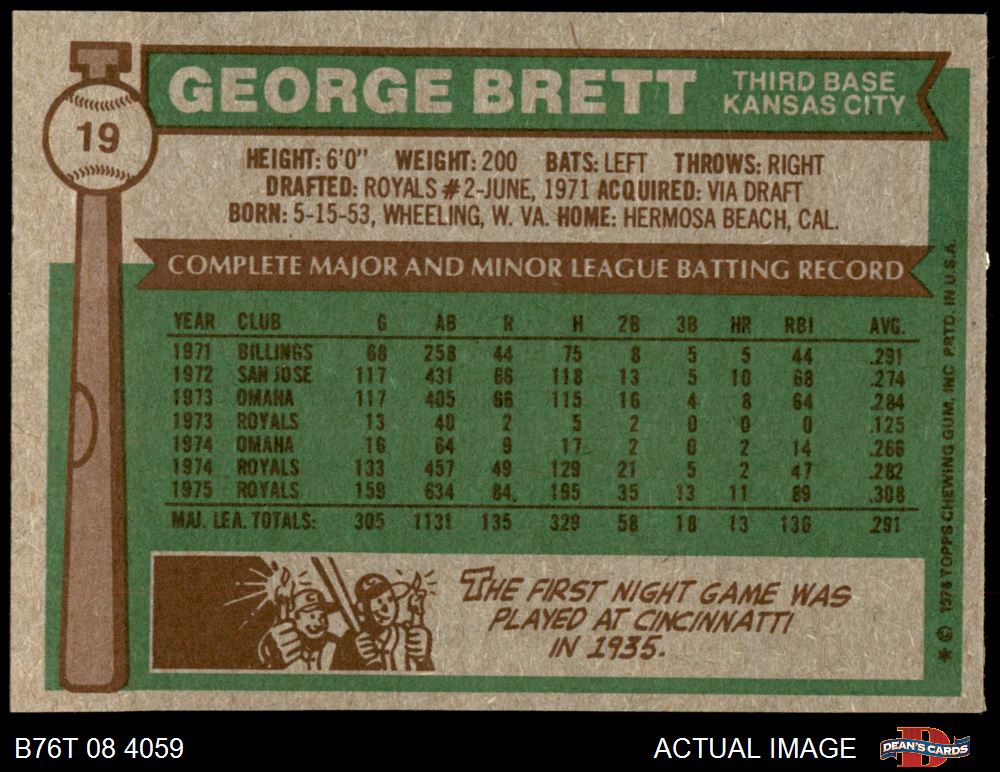 19
GEORGE BRETT
THIRD BASE
KANSAS CITY
HEIGHT: 6'0" WEIGHT: 200 BATS: LEFT THROWS: RIGHT
DRAFTED: ROYALS #2-JUNE, 1971 ACQUIRED: VIA DRAFT
BORN: 5-15-53, WHEELING, W. VA. HOME: HERMOSA BEACH, CAL.
COMPLETE MAJOR AND MINOR LEAGUE BATTING RECORD
YEAR CLUB G AB R H 2B 3B HR RBI AVG.
1971 BILLINGS 68 258 44 75 8 5 5 44 .291
1972 SAN JOSE 117 431 66 118 13 5 10 68 .274
1973 OMAHA 117 405 66 115 16 4 8 64 .284
1973 ROYALS 13 40 2 5 2 0 0 0 .125
1974 OMAHA 16 64 9 17 2 0 2 14 .266
1974 ROYALS 133 457 49 129 21 5 2 47 .282
1975 ROYALS 159 634 84 195 35 13 11 89 .308
MAJ. LEA. TOTALS: 305 1131 135 329 58 18 13 136 .291
THE FIRST NIGHT GAME WAS
PLAYED AT CINCINNATTI
IN 1935.
* © 1976 TOPPS CHEWING GUM, INC PRTD. IN U.S.A.
B76T 08 4059
ACTUAL IMAGE
D
DEAN'S CARDS